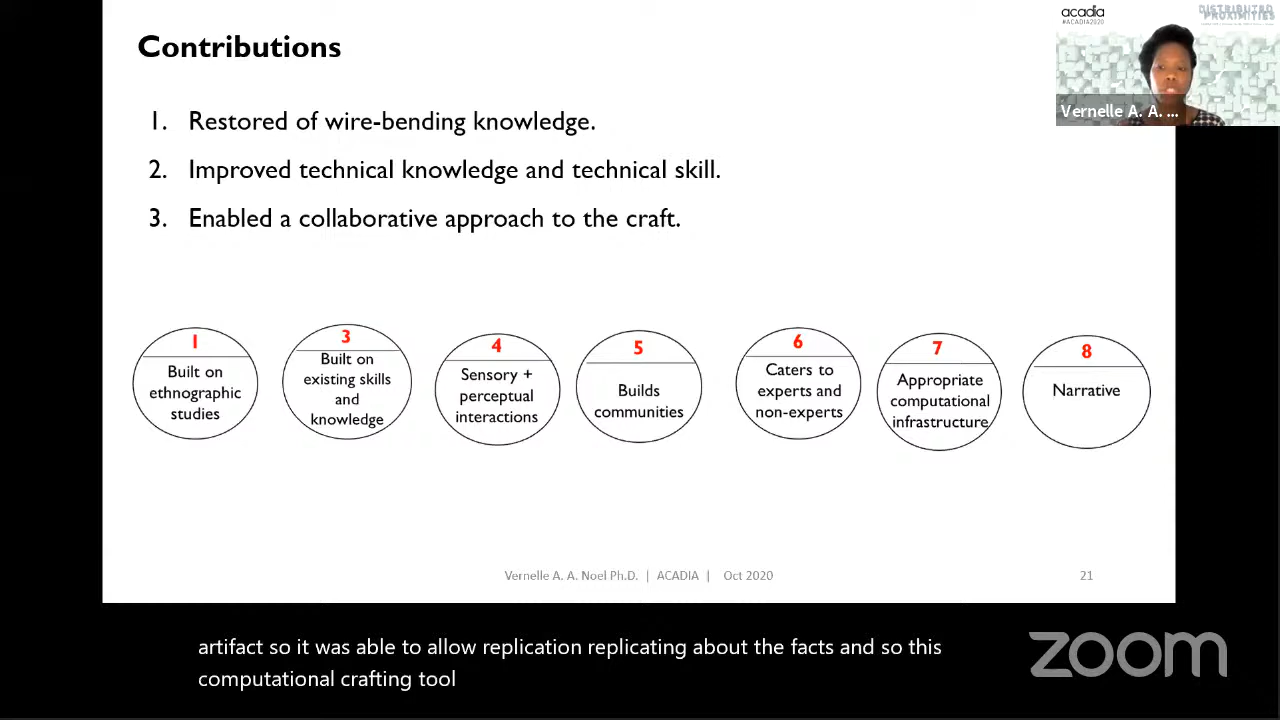 Contributions
1. Restored of wire-bending knowledge.
2. Improved technical knowledge and technical skill.
3. Enabled a collaborative approach to the craft.
acadia
#ACADIA2020
DISTRIBUTED
PROXIMITIES
Vernelle A. A. ...
1
Built on
ethnographic
studies
3
Built on
existing skills
and
knowledge
4
Sensory +
perceptual
interactions
5
Builds
communities
6
Caters to
experts and
non-experts
7
Appropriate
computational
infrastructure
8
Narrative
Vernelle A. A. Noel Ph.D. | ACADIA | Oct 2020
21
artifact so it was able to allow replication replicating about the facts and so this
computational crafting tool
zoom